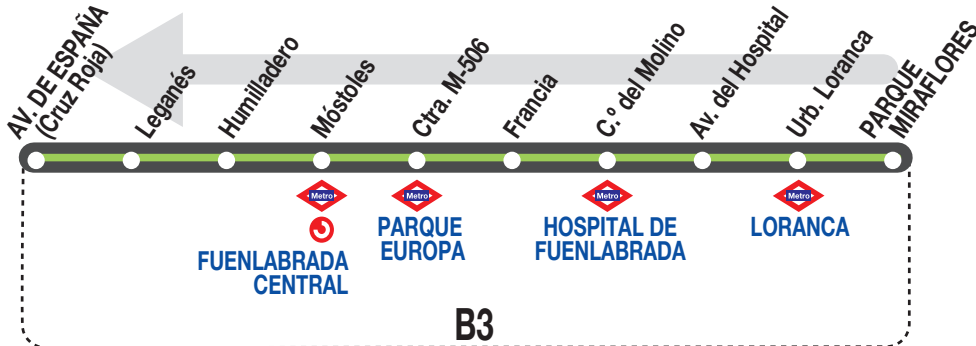 AV. DE ESPAÑA
(Cruz Roja)
Leganés
Humilladero
Móstoles
Ctra. M-506
Francia
C.º del Molino
Av. del Hospital
Urb. Loranca
PARQUE
MIRAFLORES
Metro
Metro
Metro
Metro
FUENLABRADA
CENTRAL
PARQUE
EUROPA
HOSPITAL DE
FUENLABRADA
LORANCA
B3